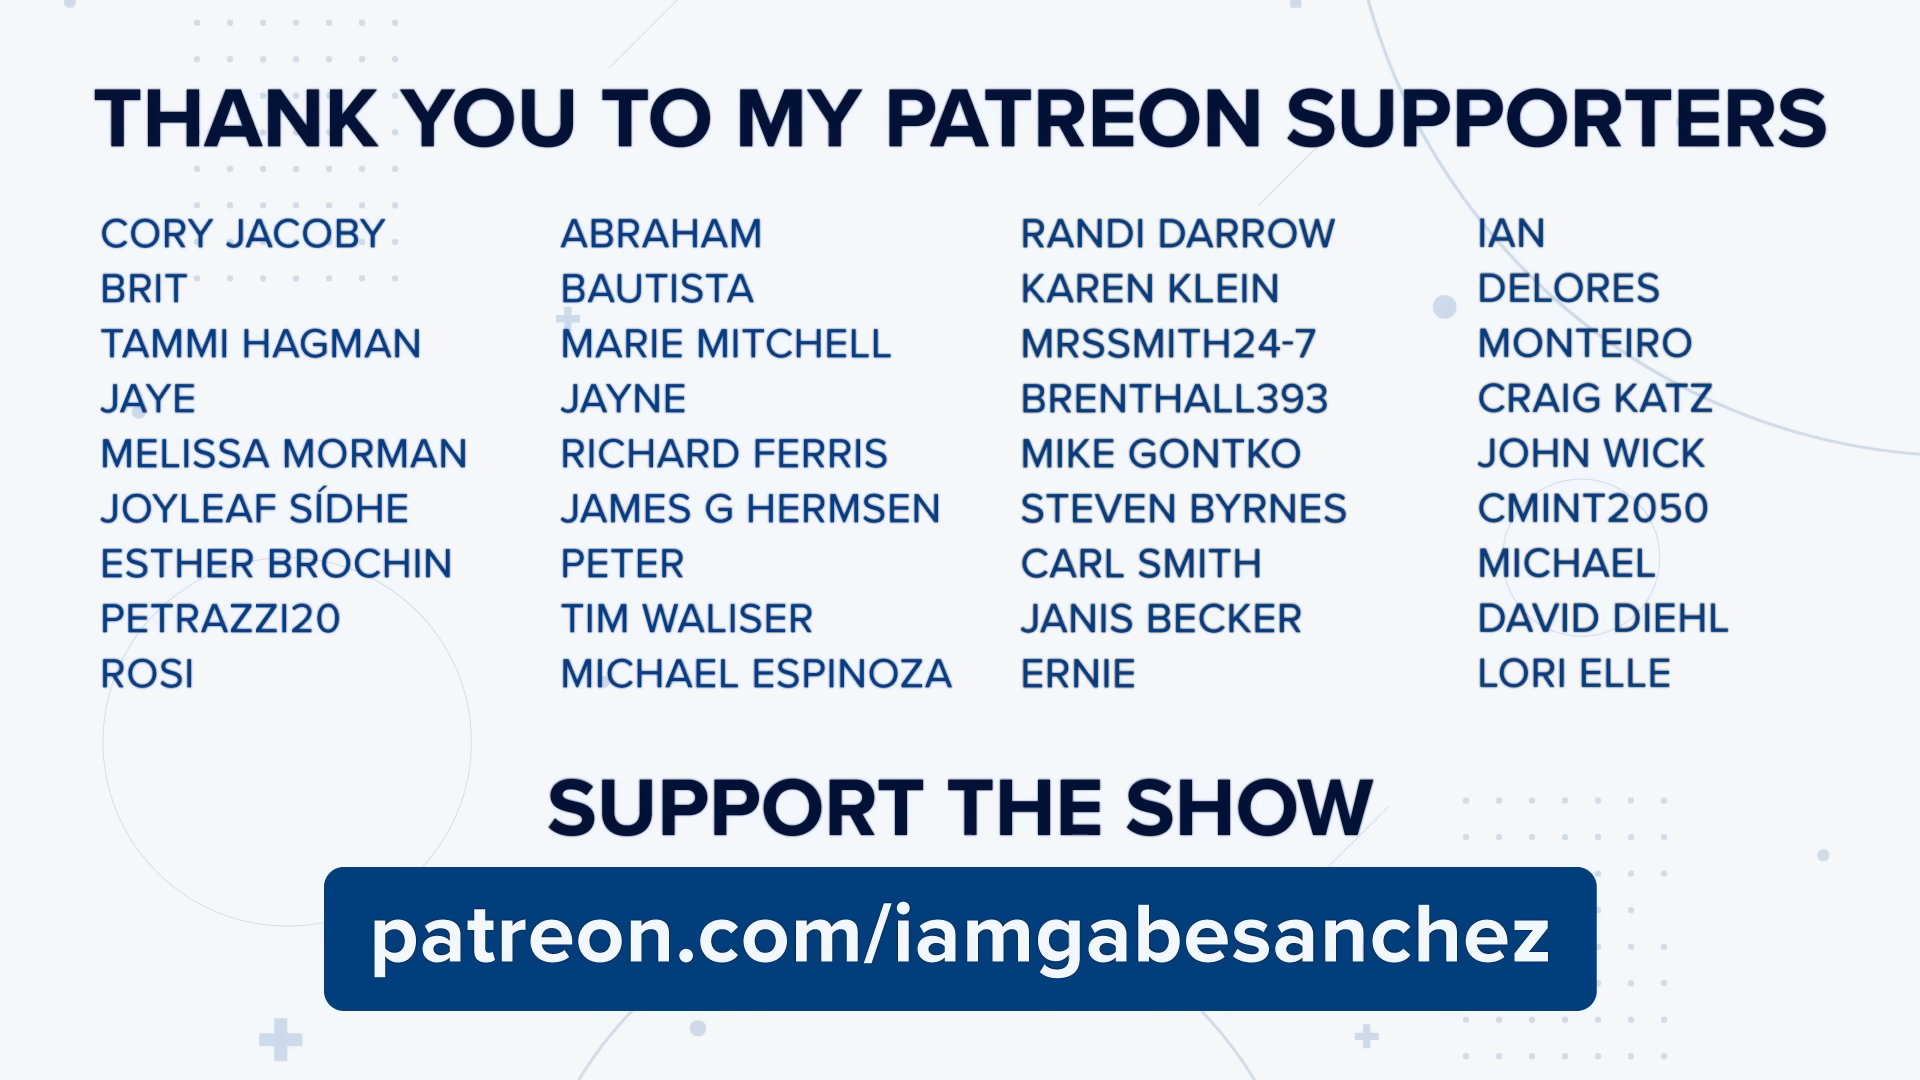 THANK YOU TO MY PATREON SUPPORTERS
CORY JACOBY
BRIT
TAMMI HAGMAN
JAYE
MELISSA MORMAN
JOYLEAF SÍDHE
ESTHER BROCHIN
PETRAZZI20
ROSI
ABRAHAM
BAUTISTA
MARIE MITCHELL
JAYNE
RICHARD FERRIS
JAMES G HERMSEN
PETER
TIM WALISER
MICHAEL ESPINOZA
RANDI DARROW
KAREN KLEIN
MRSSMITH24-7
BRENTHALL393
MIKE GONTKO
STEVEN BYRNES
CARL SMITH
JANIS BECKER
ERNIE
IAN
DELORES
MONTEIRO
CRAIG KATZ
JOHN WICK
CMINT2050
MICHAEL
DAVID DIEHL
LORI ELLE
SUPPORT THE SHOW
patreon.com/iamgabesanchez